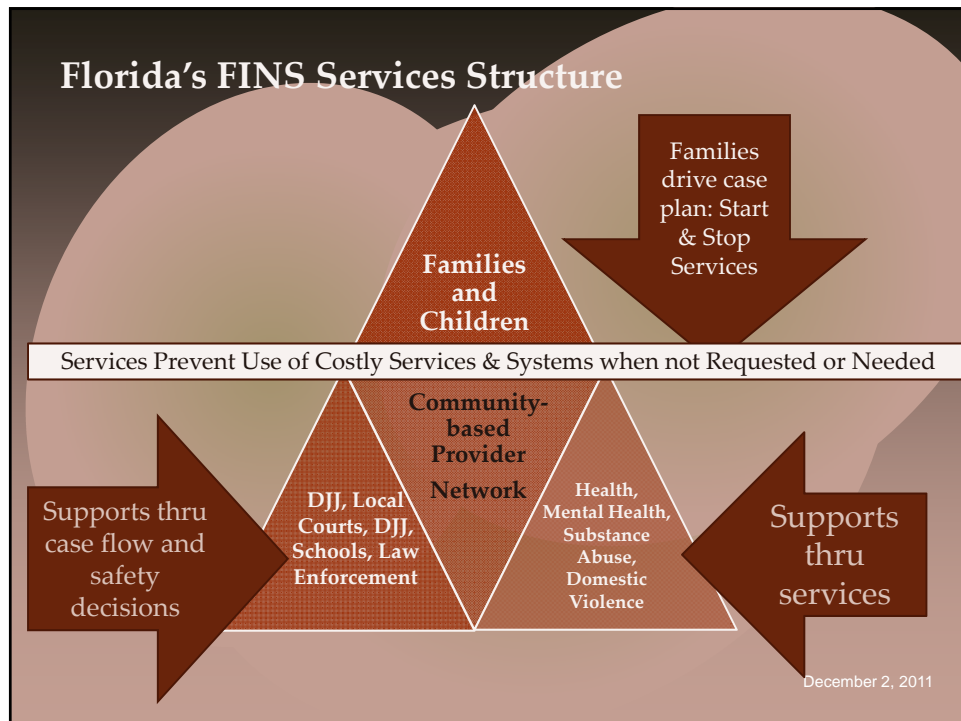 Florida's FINS Services Structure
Families
drive case
plan: Start
& Stop
Services
Families
and
Children
Services Prevent Use of Costly Services & Systems when not Requested or Needed
Community-
based
Provider
Network
Supports thru
case flow and
safety
decisions
DJJ, Local
Courts, DJJ,
Schools, Law
Enforcement
Health,
Mental Health,
Substance
Abuse,
Domestic
Violence
Supports
thru
services
December 2, 2011